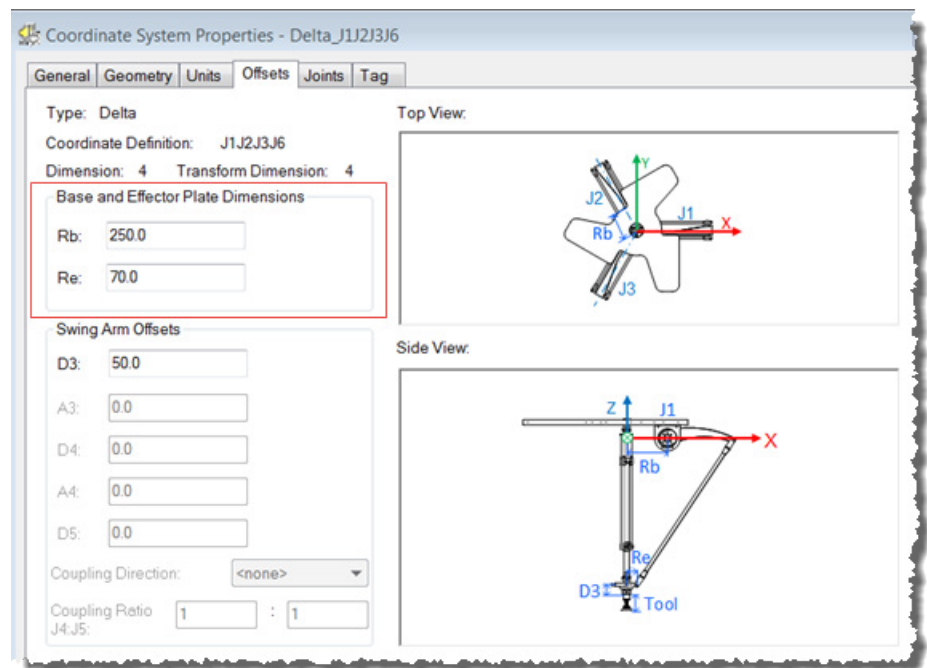 Coordinate System Properties - Delta_J1J2J3J6
General Geometry Units Offsets Joints Tag
Type: Delta
Coordinate Definition: J1J2J3J6
Dimension: 4 Transform Dimension: 4
Base and Effector Plate Dimensions
Rb: 250.0
Re: 70.0
Swing Arm Offsets
D3: 50.0
A3: 0.0
D4: 0.0
A4: 0.0
D5: 0.0
Coupling Direction: <none>
Coupling Ratio 1 : 1
J4:J5:
Top View:
Y
J2
J1
X
Rb
J3
Side View:
Z
J1
X
Rb
Re
D3
Tool